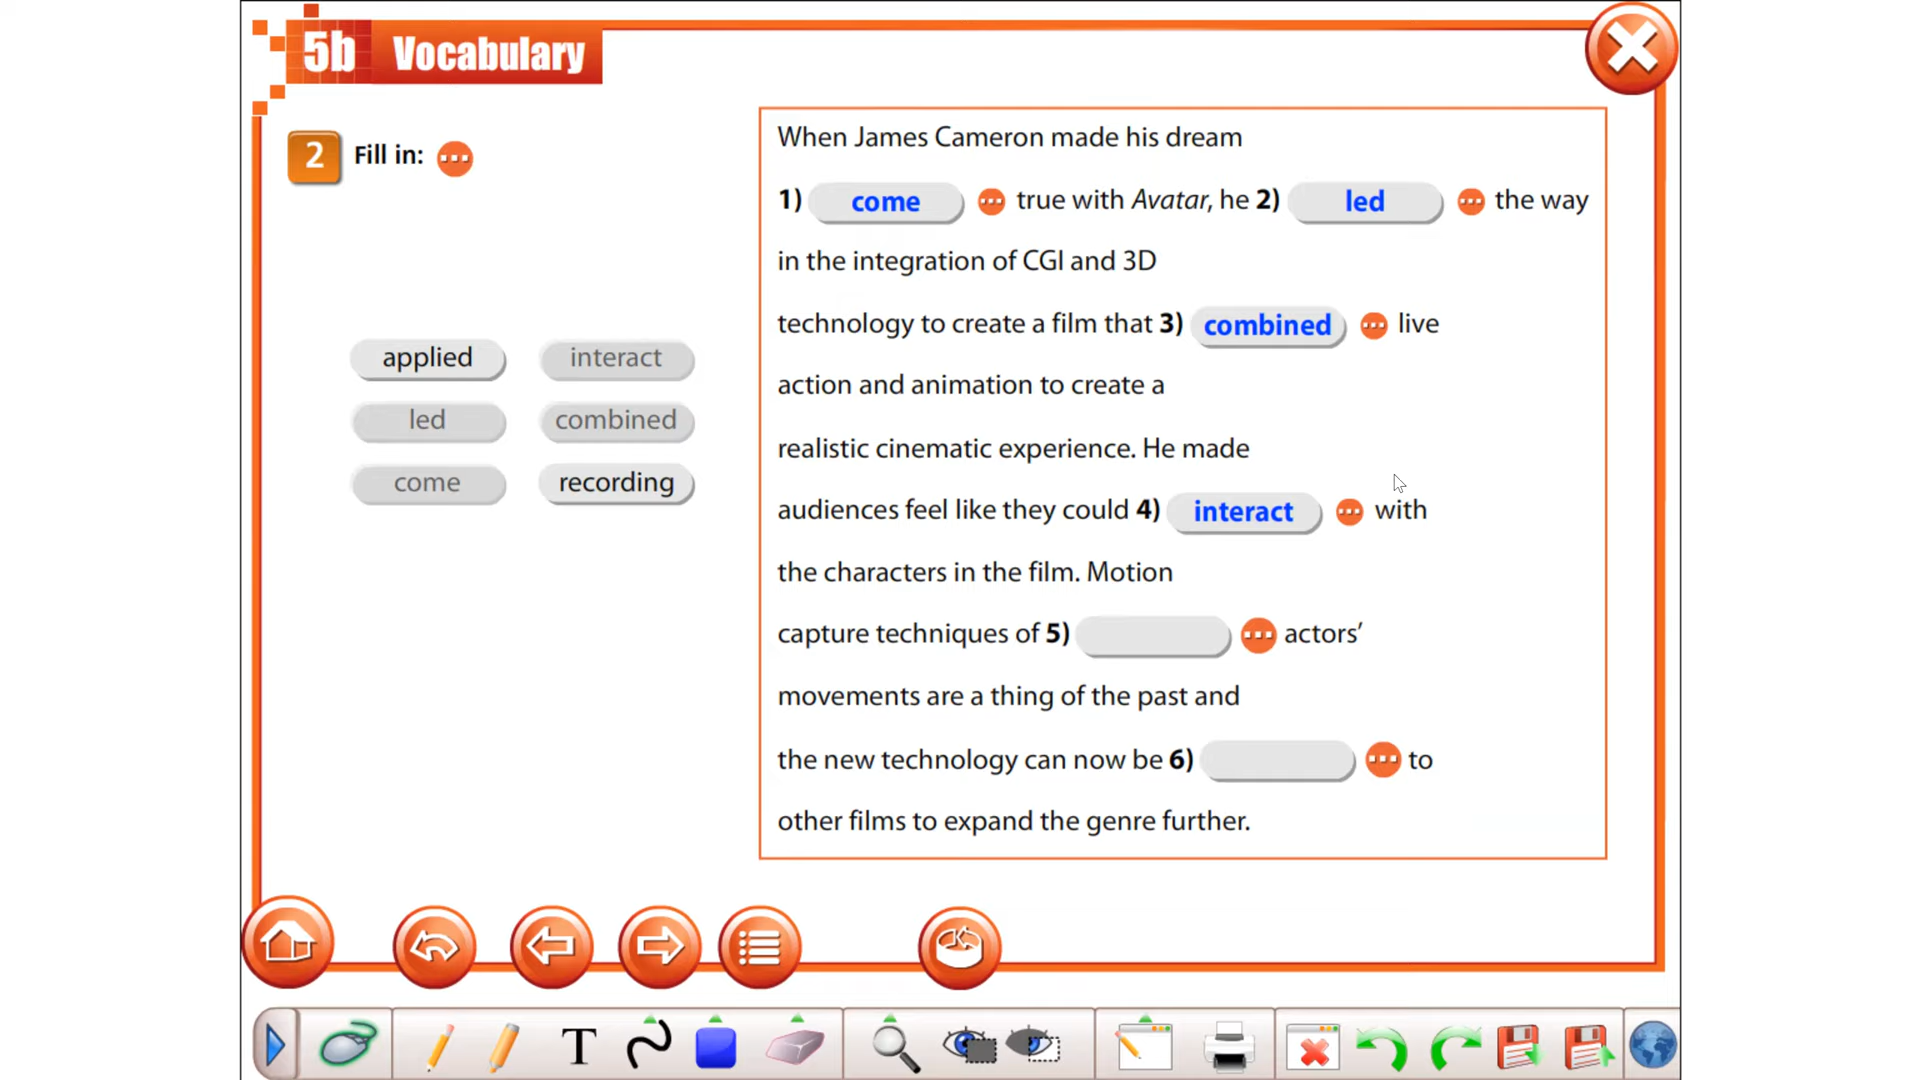 5b Vocabulary
2 Fill in:
applied interact
led combined
come recording
When James Cameron made his dream
1) come true with Avatar, he 2) led the way
in the integration of CGI and 3D
technology to create a film that 3) combined live
action and animation to create a
realistic cinematic experience. He made
audiences feel like they could 4) interact with
the characters in the film. Motion
capture techniques of 5) actors’
movements are a thing of the past and
the new technology can now be 6) to
other films to expand the genre further.
T